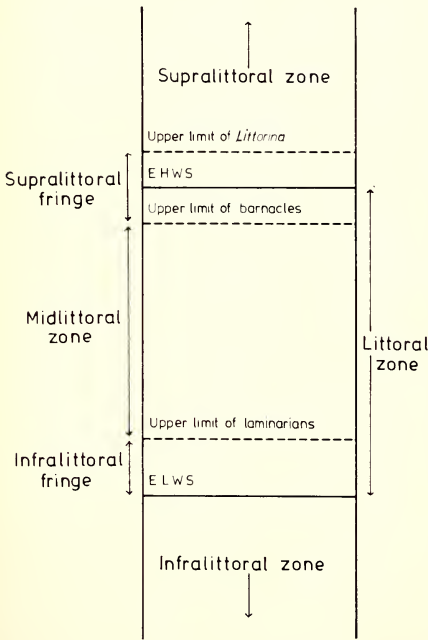 Supralittoral zone
Upper limit of Littorina
EHWS
Supralittoral
fringe
Upper limit of barnacles
Midlittoral
zone
Littoral
zone
Upper limit of laminarians
Infralittoral
fringe
ELWS
Infralittoral zone